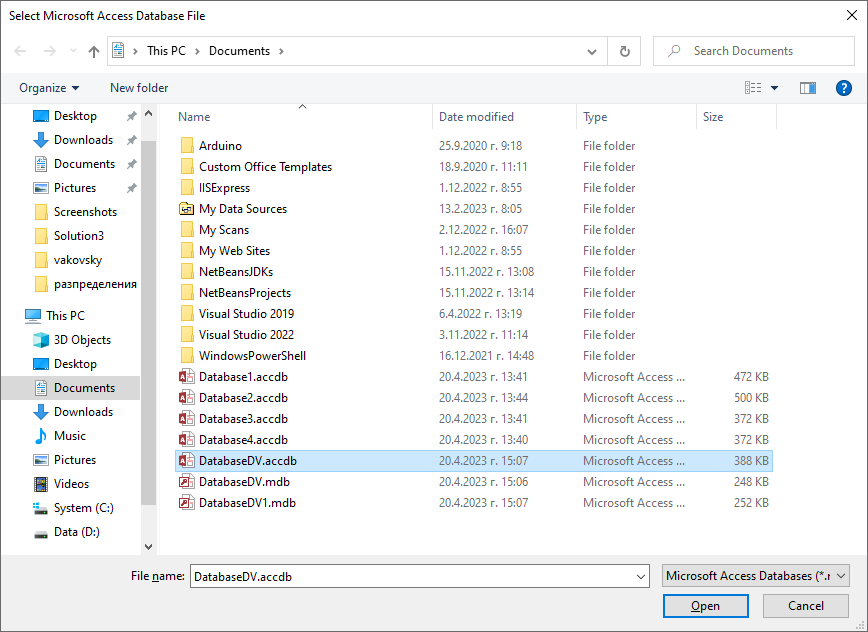 Select Microsoft Access Database File
This PC > Documents >
Search Documents
Organize
New folder
Desktop
Downloads
Documents
Pictures
Screenshots
Solution3
vakovsky
разпределения
This PC
3D Objects
Desktop
Documents
Downloads
Music
Pictures
Videos
System (C:)
Data (D:)
Name Date modified Type Size
Arduino 25.9.2020 г. 9:18 File folder
Custom Office Templates 18.9.2020 г. 11:11 File folder
IISExpress 1.12.2022 г. 8:55 File folder
My Data Sources 13.2.2023 г. 8:05 File folder
My Scans 2.12.2022 г. 16:07 File folder
My Web Sites 1.12.2022 г. 8:55 File folder
NetBeansJDKs 15.11.2022 г. 13:08 File folder
NetBeansProjects 15.11.2022 г. 13:14 File folder
Visual Studio 2019 6.4.2022 г. 13:19 File folder
Visual Studio 2022 3.11.2022 г. 11:14 File folder
WindowsPowerShell 16.12.2021 г. 14:48 File folder
Database1.accdb 20.4.2023 г. 13:41 Microsoft Access ... 472 KB
Database2.accdb 20.4.2023 г. 13:44 Microsoft Access ... 500 KB
Database3.accdb 20.4.2023 г. 13:41 Microsoft Access ... 372 KB
Database4.accdb 20.4.2023 г. 13:40 Microsoft Access ... 372 KB
DatabaseDV.accdb 20.4.2023 г. 15:07 Microsoft Access ... 388 KB
DatabaseDV.mdb 20.4.2023 г. 15:06 Microsoft Access ... 248 KB
DatabaseDV1.mdb 20.4.2023 г. 15:07 Microsoft Access ... 252 KB
File name: DatabaseDV.accdb
Microsoft Access Databases (*.r
Open
Cancel